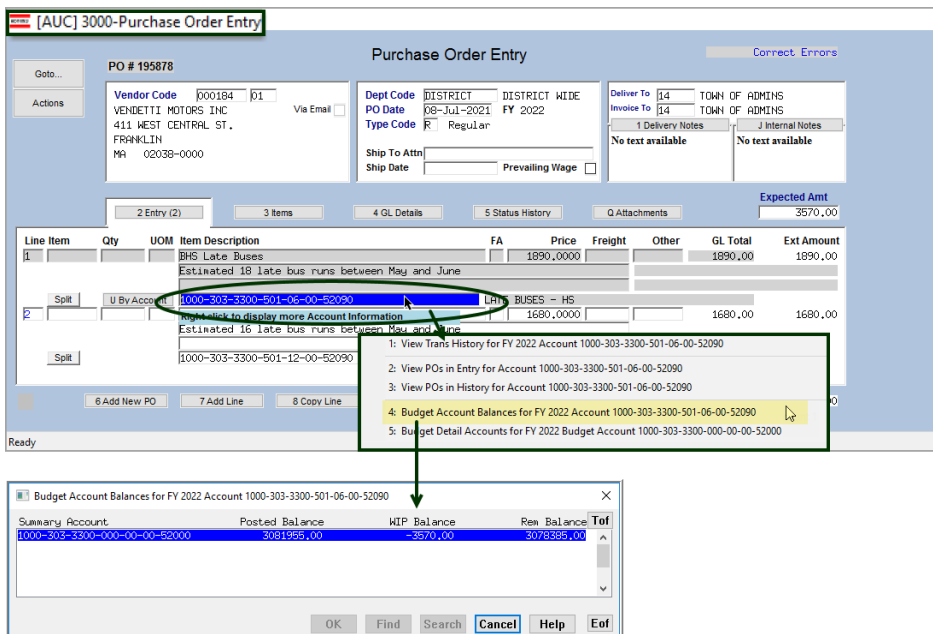 [AUC] 3000-Purchase Order Entry
Purchase Order Entry
Correct Errors
Goto...
Actions
PO # 195878
Vendor Code 000184 01
VENDETTI MOTORS INC Via Email
411 WEST CENTRAL ST.
FRANKLIN
MA 02038-0000
Dept Code DISTRICT DISTRICT WIDE
PO Date 08-Jul-2021 FY 2022
Type Code R Regular
Ship To Attn
Ship Date Prevailing Wage
Deliver To 14 TOWN OF ADMINS
Invoice To 14 TOWN OF ADMINS
1 Delivery Notes J Internal Notes
No text available No text available
Expected Amt
3570.00
2 Entry (2) 3 Items 4 GL Details 5 Status History Q Attachments
Line Item Qty UOM Item Description FA Price Freight Other GL Total Ext Amount
1 BHS Late Buses 1890.0000 1890.00 1890.00
Estimated 18 late bus runs between May and June
Split U By Account 1000-303-3300-501-06-00-52090 LATE BUSES - HS
2 Right click to display more Account Information 1680.0000 1680.00 1680.00
Estimated 16 late bus runs between May and June
Split 1000-303-3300-501-12-00-52090
6 Add New PO 7 Add Line 8 Copy Line
1: View Trans History for FY 2022 Account 1000-303-3300-501-06-00-52090
2: View POs in Entry for Account 1000-303-3300-501-06-00-52090
3: View POs in History for Account 1000-303-3300-501-06-00-52090
4: Budget Account Balances for FY 2022 Account 1000-303-3300-501-06-00-52090
5: Budget Detail Accounts for FY 2022 Budget Account 1000-303-3300-000-00-00-52000
Ready
Budget Account Balances for FY 2022 Account 1000-303-3300-501-06-00-52090
Summary Account Posted Balance WIP Balance Rem Balance Tof
1000-303-3300-000-00-00-52000 3081955.00 -3570.00 3078385.00
OK Find Search Cancel Help Eof